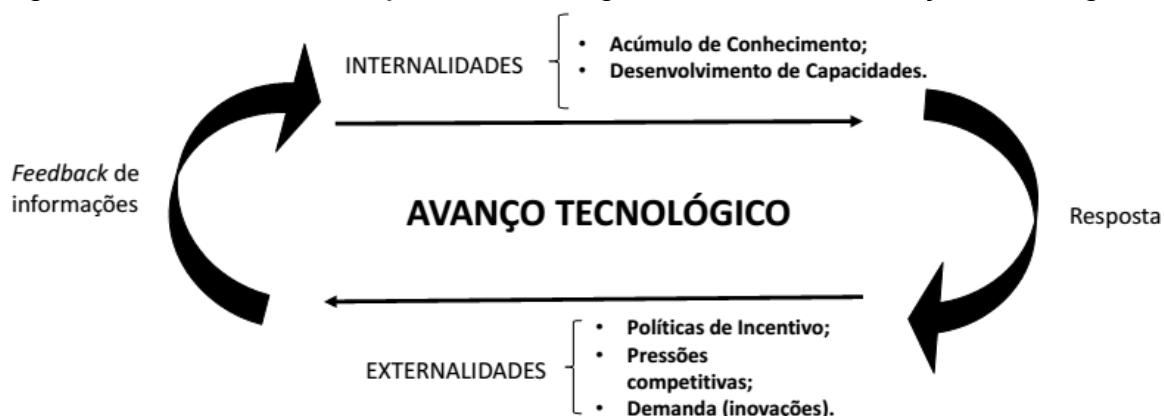 INTERNALIDADES
• Acúmulo de Conhecimento;
• Desenvolvimento de Capacidades.
Feedback de
informações
AVANÇO TECNOLÓGICO
Resposta
EXTERNALIDADES
• Políticas de Incentivo;
• Pressões
competitivas;
• Demanda (inovações).